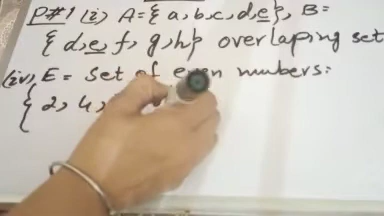 P#1 (i) A={a,b,c,d,e}, B=
{d,e,f,g,h} overlaping set
(iv) E = Set of even numbers:
{2,4,